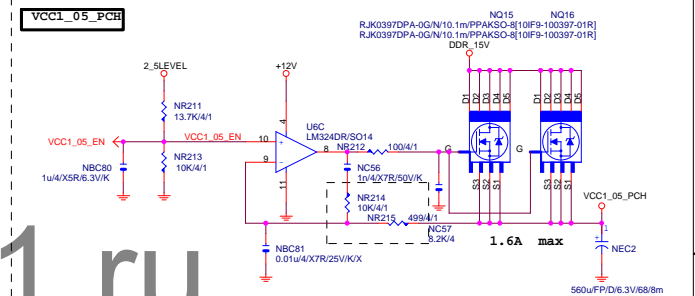 VCC1_05_PCH
NQ15 NQ16
RJK0397DPA-0G/N/10.1m/PPAKSO-8[10IF9-100397-01R]
RJK0397DPA-0G/N/10.1m/PPAKSO-8[10IF9-100397-01R]
DDR_15V
2_5LEVEL
+12V
D1 D2 D3 D4 D5
D1 D2 D3 D4 D5
NR211
13.7K/4/1
U6C
LM324DR/SO14
4
VCC1_05_EN
VCC1_05_EN
10
+
8
NR212
100/4/1
G
G
9
-
11
NBC80
1u/4/X5R/6.3V/K
NR213
10K/4/1
NC56
1n/4/X7R/50V/K
S3 S2 S1
S3 S2 S1
NR214
10K/4/1
VCC1_05_PCH
NR215
499/4/1
NC57
8.2K/4
1.6A max
1
+
NEC2
NBC81
0.01u/4/X7R/25V/K/X
560u/FP/D/6.3V/68/8m
1 ru